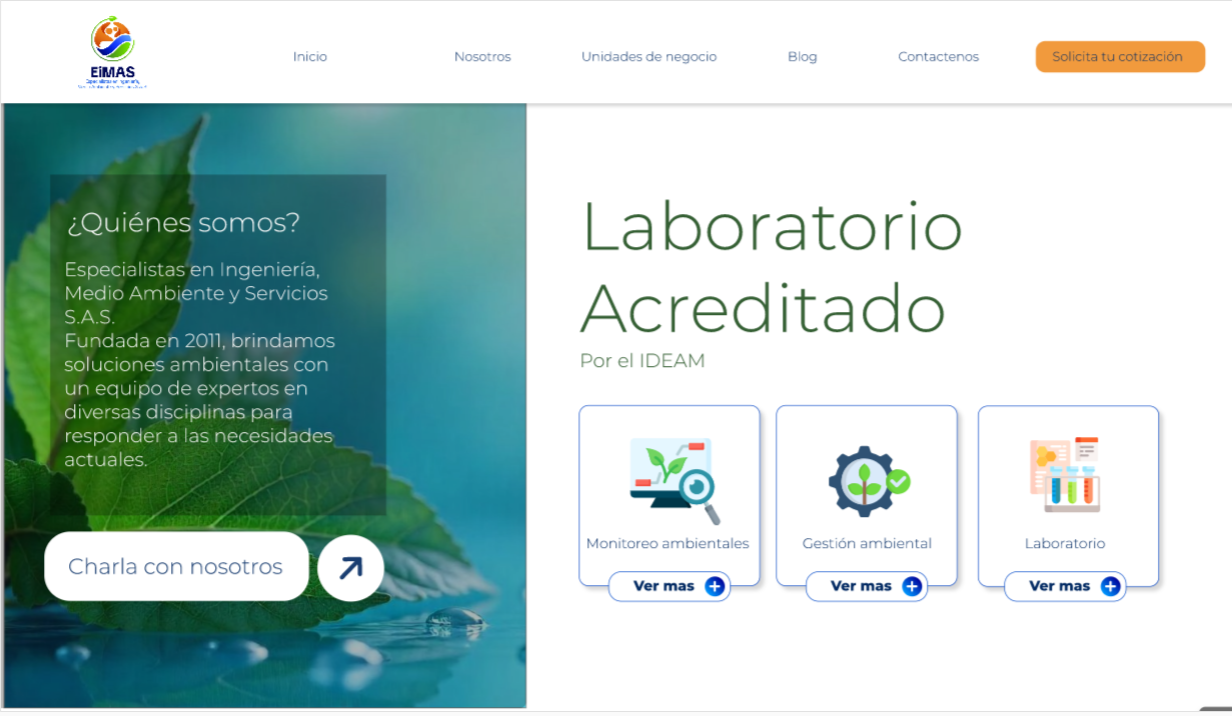 EiMAS
Inicio
Nosotros
Unidades de negocio
Blog
Contactenos
Solicita tu cotización
¿Quiénes somos?
Especialistas en Ingeniería,
Medio Ambiente y Servicios
S.A.S.
Fundada en 2011, brindamos
soluciones ambientales con
un equipo de expertos en
diversas disciplinas para
responder a las necesidades
actuales.
Charla con nosotros
Laboratorio
Acreditado
Por el IDEAM
Monitoreo ambientales
Ver mas
Gestión ambiental
Ver mas
Laboratorio
Ver mas